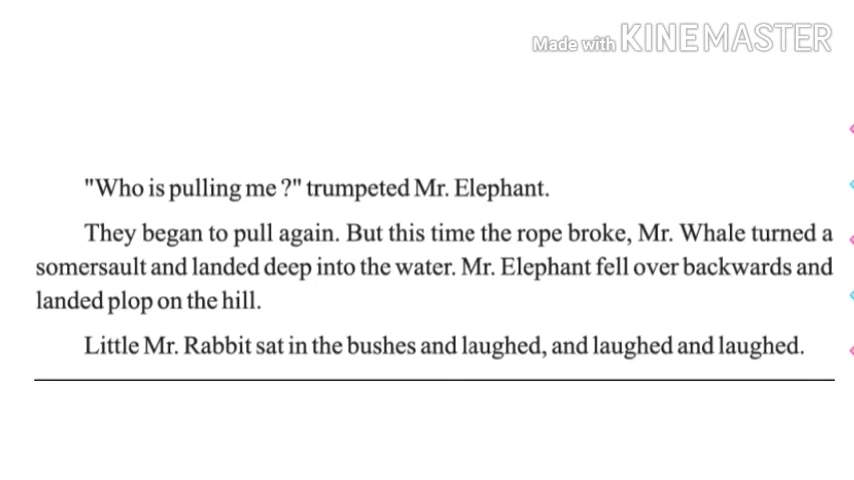 Made with KINEMASTER
"Who is pulling me ?" trumpeted Mr. Elephant.
They began to pull again. But this time the rope broke, Mr. Whale turned a
somersault and landed deep into the water. Mr. Elephant fell over backwards and
landed plop on the hill.
Little Mr. Rabbit sat in the bushes and laughed, and laughed and laughed.